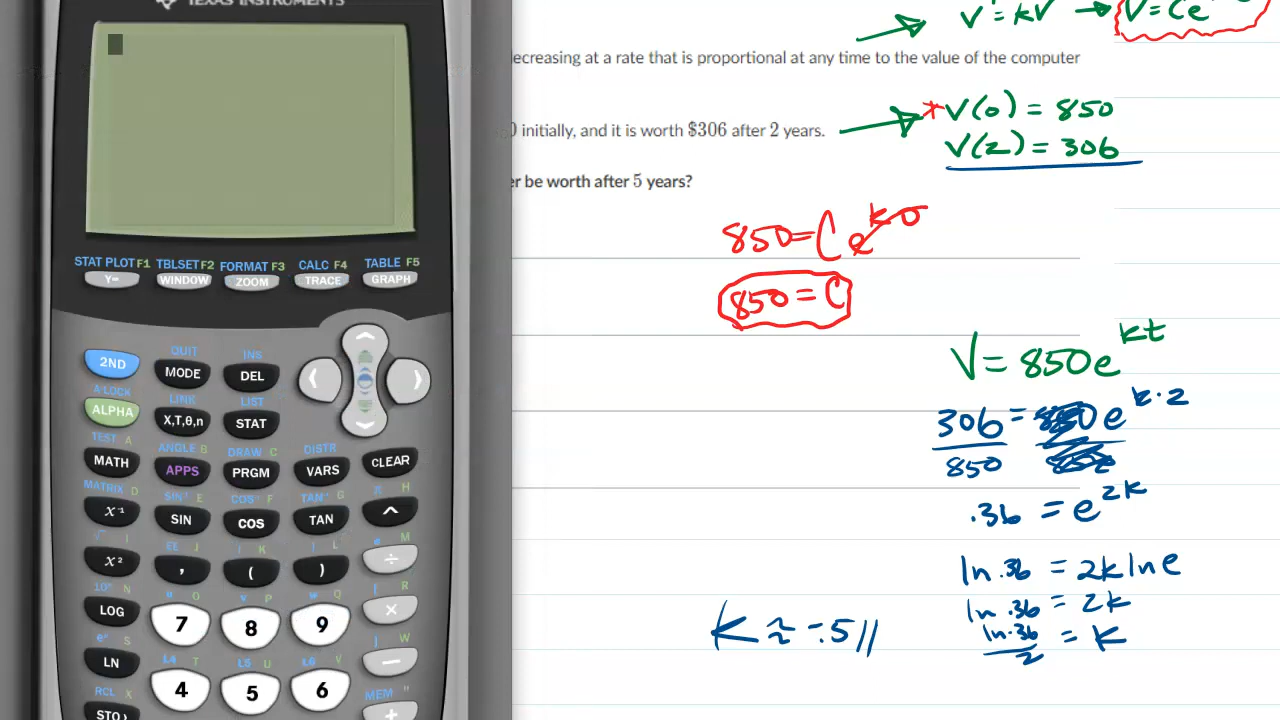 TEXAS INSTRUMENTS
V' = kV → V = Ce
ecreasing at a rate that is proportional at any time to the value of the computer
V(0) = 850
0 initially, and it is worth $306 after 2 years.
V(2) = 306
er be worth after 5 years?
850 = C e^k·0
850 = C
V = 850e^kt
306 = 850e^k·2
850 850
.36 = e^2k
ln .36 = 2k ln e
ln .36 = 2k
ln .36 = k
2
K ≈ -.511
STAT PLOT F1 TBLSET F2 FORMAT F3 CALC F4 TABLE F5
Y= WINDOW ZOOM TRACE GRAPH
QUIT INS
2ND MODE DEL
A-LOCK LINK LIST
ALPHA X,T,θ,n STAT
TEST A ANGLE B DRAW C DISTR
MATH APPS PRGM VARS CLEAR
MATRIX D SIN⁻¹ E COS⁻¹ F TAN⁻¹ G π H
x⁻¹ SIN COS TAN ^
√ I EE J { K } L e M
x² , ( ) ÷
10ˣ N u O v P w Q [ R
LOG 7 8 9 ×
eˣ S L4 T L5 U L6 V ] W
LN 4 5 6 −
RCL X MEM "
STO› +